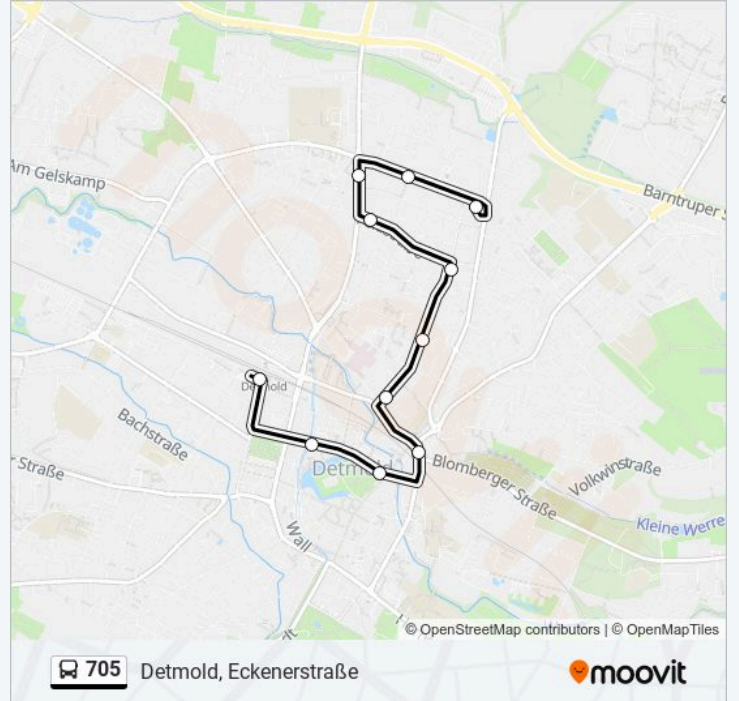 Am Gelskamp
Barntruper S
Detmold
Bachstraße
r Straße
Detmold
Blomberger Straße
Volkwinstraße
Kleine Werre
Wall
© OpenStreetMap contributors | © OpenMapTiles
705 Detmold, Eckenerstraße
moovit